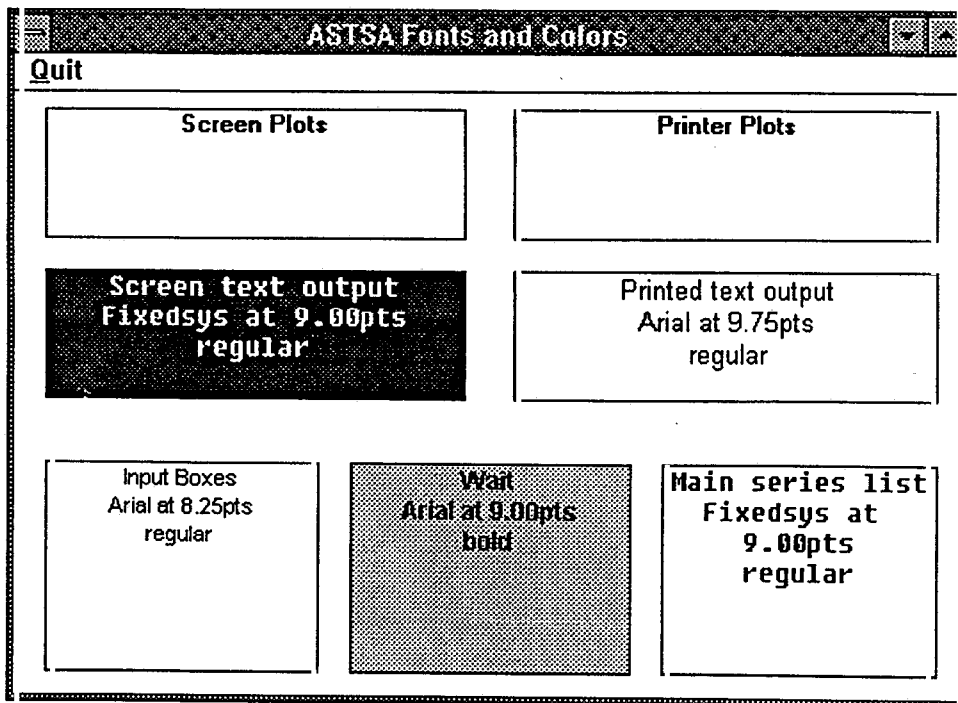 ASTSA Fonts and Colors
Quit
Screen Plots
Printer Plots
Screen text output
Fixedsys at 9.00pts
regular
Printed text output
Arial at 9.75pts
regular
Input Boxes
Arial at 8.25pts
regular
Wait
Arial at 9.00pts
bold
Main series list
Fixedsys at
9.00pts
regular